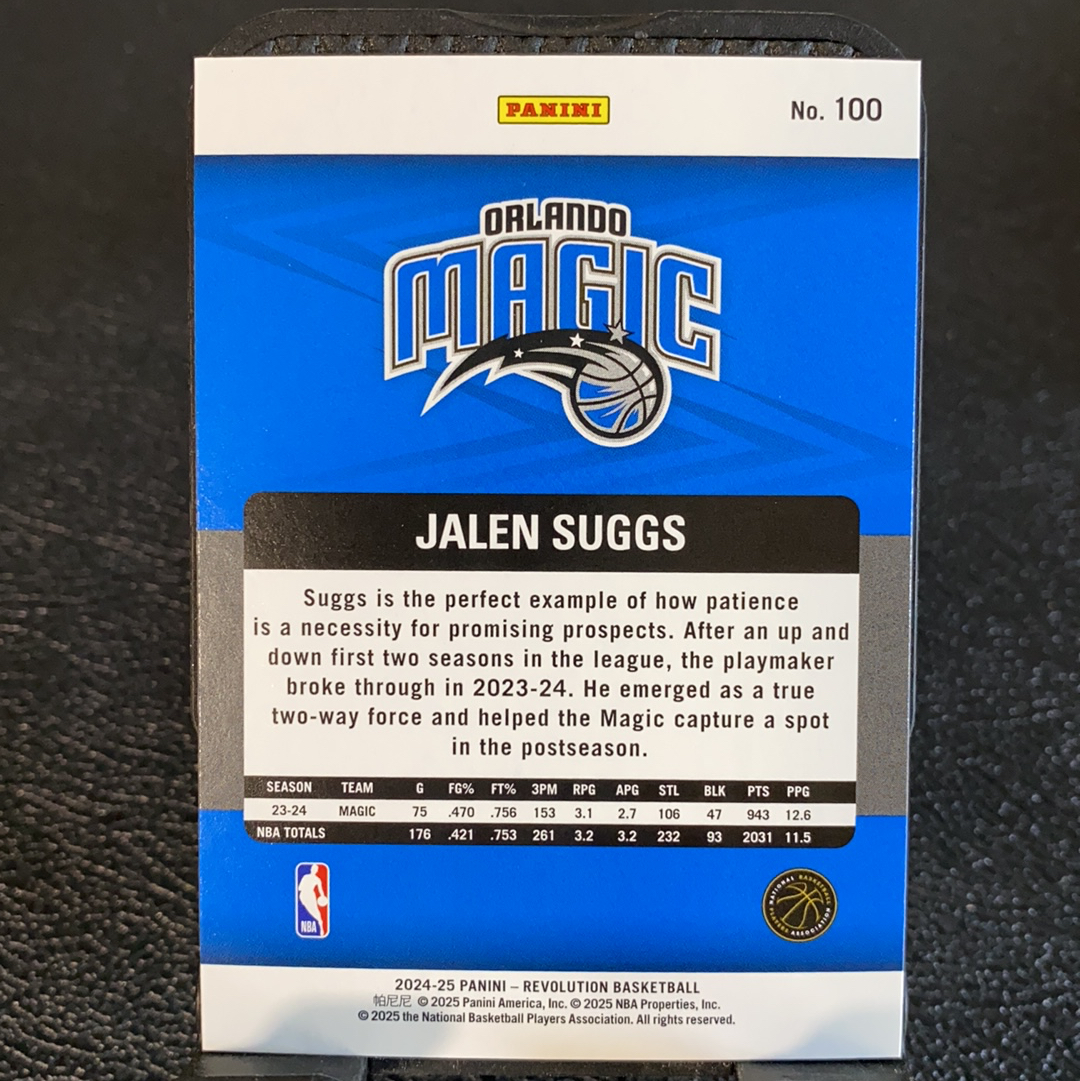 PANINI
No. 100
ORLANDO
MAGIC
JALEN SUGGS
Suggs is the perfect example of how patience
is a necessity for promising prospects. After an up and
down first two seasons in the league, the playmaker
broke through in 2023-24. He emerged as a true
two-way force and helped the Magic capture a spot
in the postseason.
SEASON TEAM G FG% FT% 3PM RPG APG STL BLK PTS PPG
23-24 MAGIC 75 .470 .756 153 3.1 2.7 106 47 943 12.6
NBA TOTALS 176 .421 .753 261 3.2 3.2 232 93 2031 11.5
NBA
NATIONAL BASKETBALL PLAYERS ASSOCIATION
2024-25 PANINI – REVOLUTION BASKETBALL
帕尼尼 © 2025 Panini America, Inc. © 2025 NBA Properties, Inc.
© 2025 the National Basketball Players Association. All rights reserved.